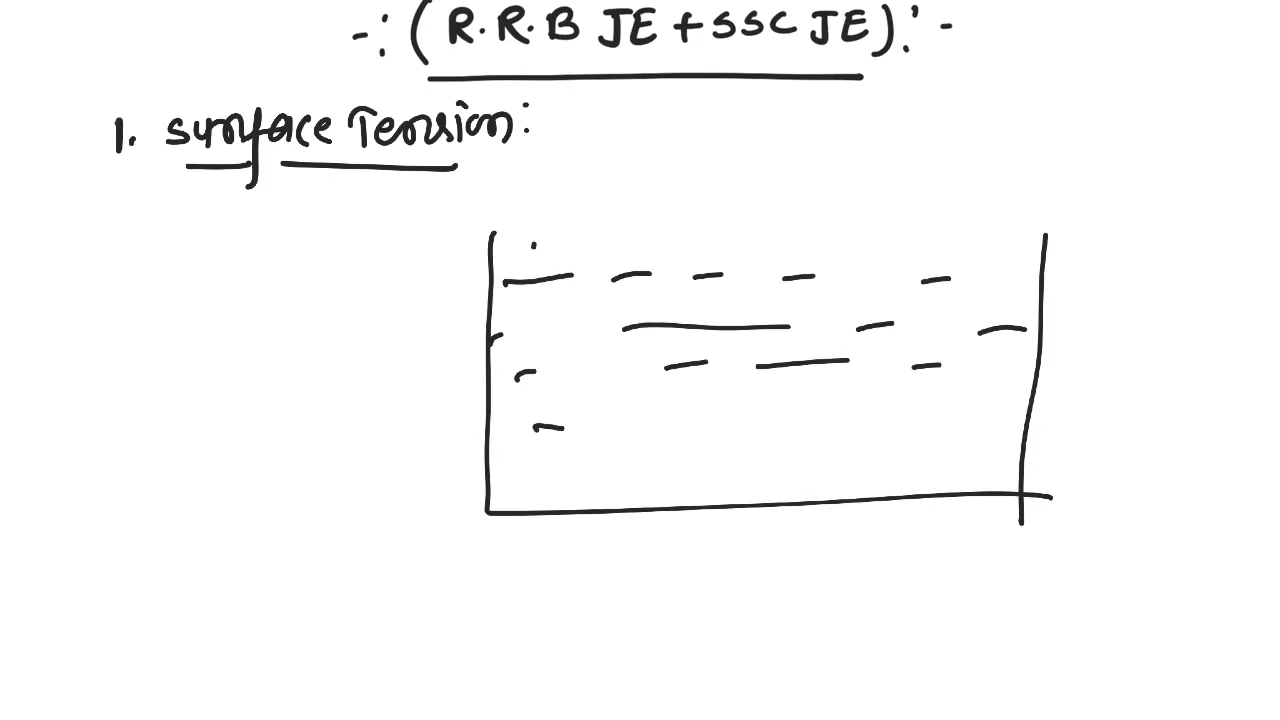 -: (R.R.B JE + SSC JE) :-
1. Surface Tension: